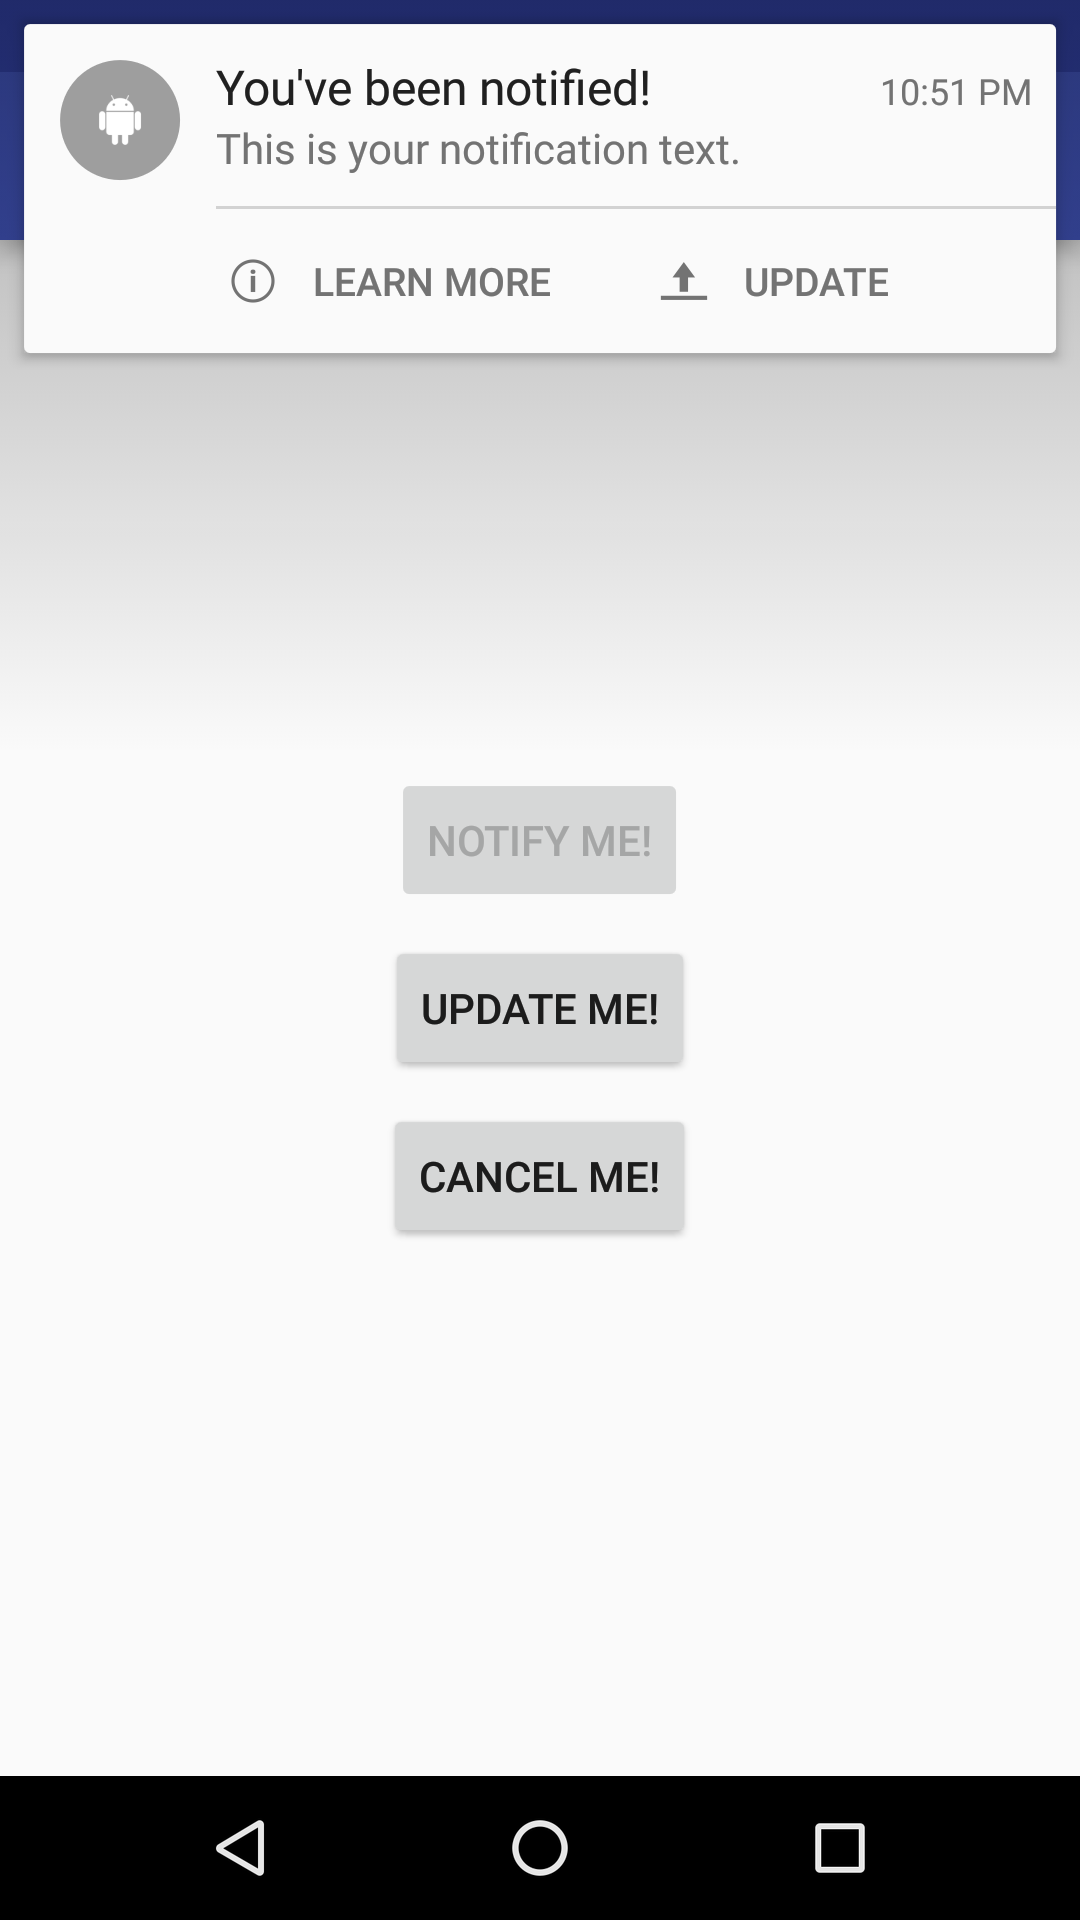 You've been notified!
10:51 PM
This is your notification text.
LEARN MORE
UPDATE
NOTIFY ME!
UPDATE ME!
CANCEL ME!